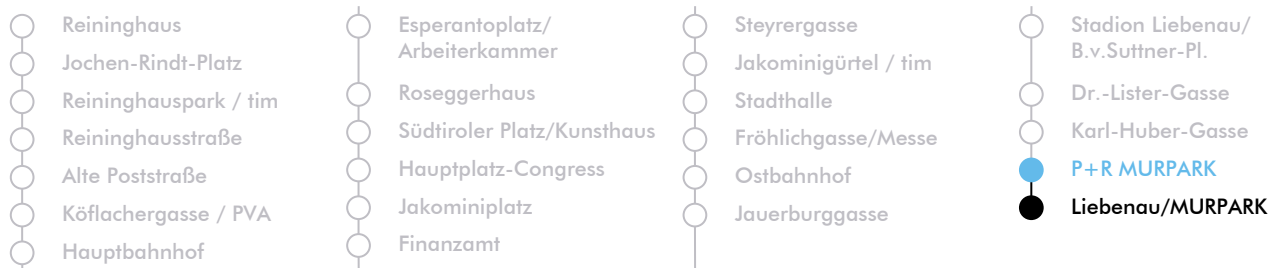 Reininghaus
Jochen-Rindt-Platz
Reininghauspark / tim
Reininghausstraße
Alte Poststraße
Köflachergasse / PVA
Hauptbahnhof
Esperantoplatz/
Arbeiterkammer
Roseggerhaus
Südtiroler Platz/Kunsthaus
Hauptplatz-Congress
Jakominiplatz
Finanzamt
Steyrergasse
Jakominigürtel / tim
Stadthalle
Fröhlichgasse/Messe
Ostbahnhof
Jauerburggasse
Stadion Liebenau/
B.v.Suttner-Pl.
Dr.-Lister-Gasse
Karl-Huber-Gasse
P+R MURPARK
Liebenau/MURPARK